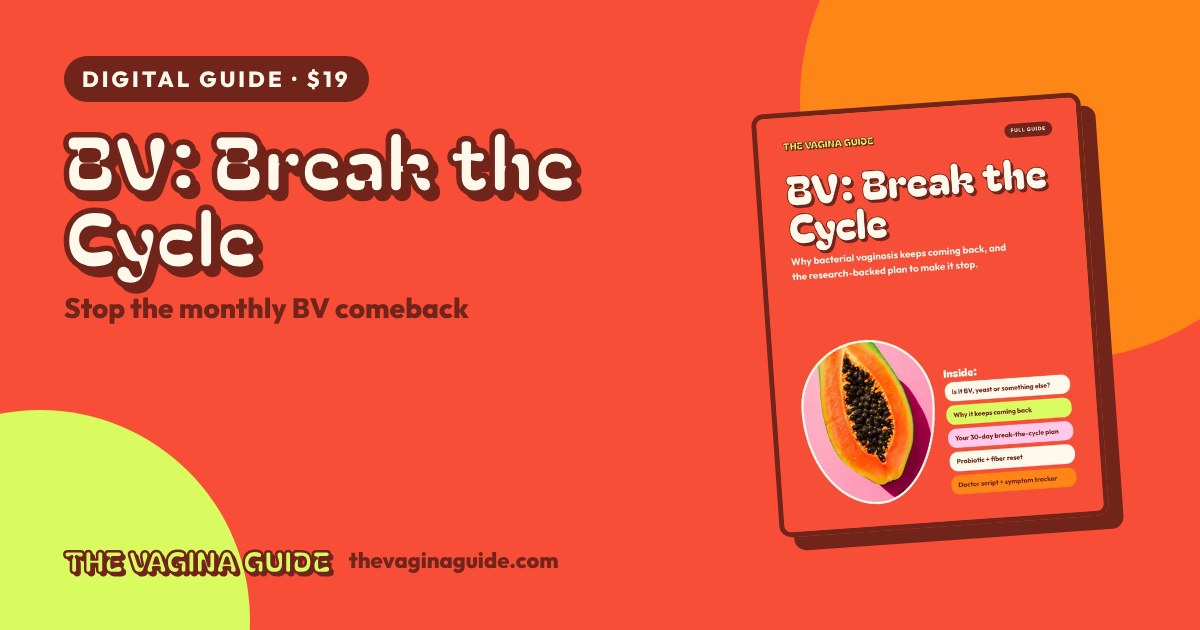 DIGITAL GUIDE · $19
BV: Break the
Cycle
Stop the monthly BV comeback
THE VAGINA GUIDE
thevaginaguide.com
THE VAGINA GUIDE
FULL GUIDE
BV: Break the
Cycle
Why bacterial vaginosis keeps coming back, and
the research-backed plan to make it stop.
Inside:
Is it BV, yeast or something else?
Why it keeps coming back
Your 30-day break-the-cycle plan
Probiotic + fiber reset
Doctor script + symptom tracker